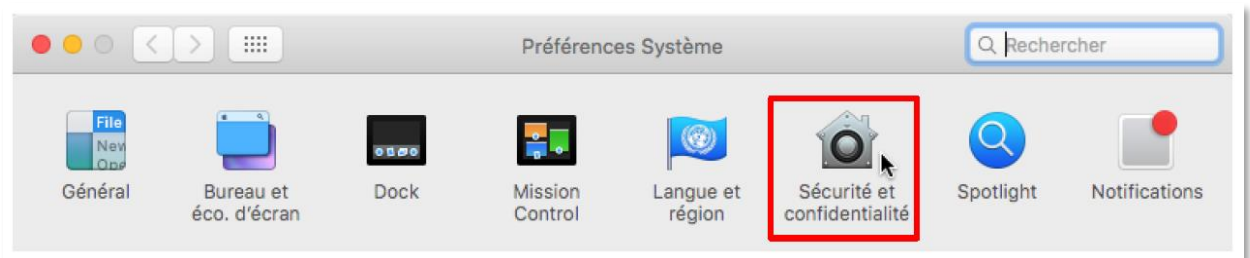 Préférences Système
Rechercher
File
New
Ope
Général
Bureau et
éco. d'écran
Dock
Mission
Control
Langue et
région
Sécurité et
confidentialité
Spotlight
Notifications